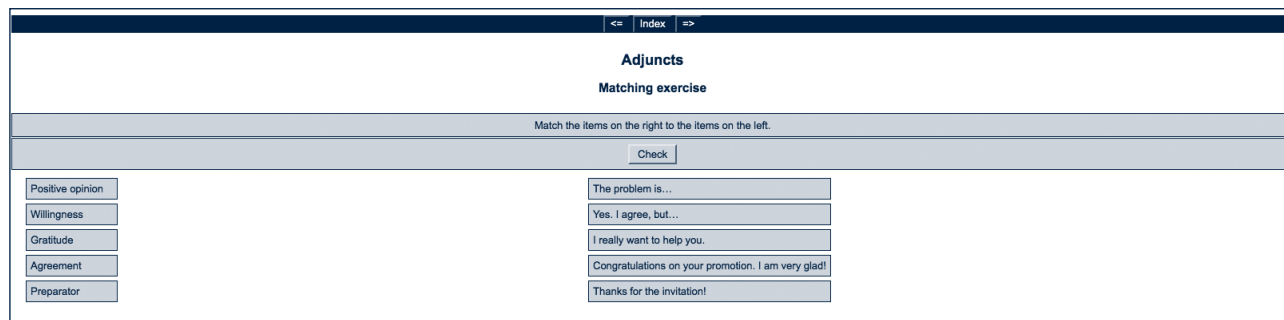 <= Index =>
Adjuncts
Matching exercise
Match the items on the right to the items on the left.
Check
Positive opinion The problem is…
Willingness Yes. I agree, but…
Gratitude I really want to help you.
Agreement Congratulations on your promotion. I am very glad!
Preparator Thanks for the invitation!